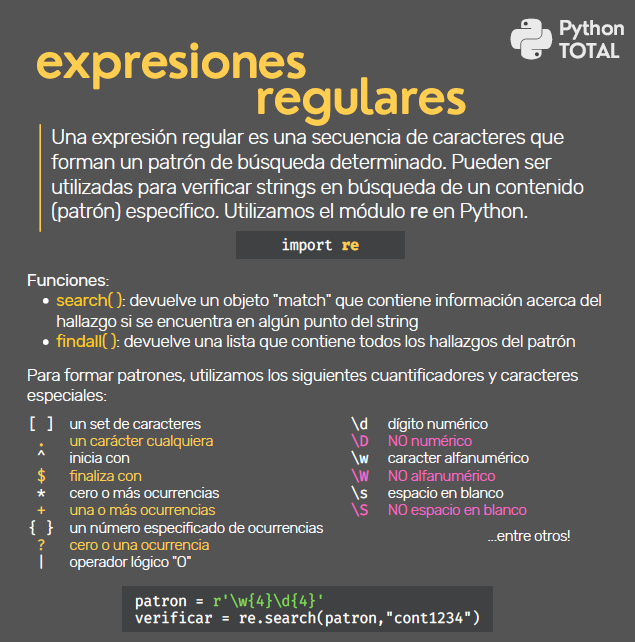 Python
TOTAL
expresiones
regulares
Una expresión regular es una secuencia de caracteres que
forman un patrón de búsqueda determinado. Pueden ser
utilizadas para verificar strings en búsqueda de un contenido
(patrón) específico. Utilizamos el módulo re en Python.
import re
Funciones:
• search( ): devuelve un objeto "match" que contiene información acerca del
hallazgo si se encuentra en algún punto del string
• findall( ): devuelve una lista que contiene todos los hallazgos del patrón
Para formar patrones, utilizamos los siguientes cuantificadores y caracteres
especiales:
[ ] un set de caracteres
. un carácter cualquiera
^ inicia con
$ finaliza con
* cero o más ocurrencias
+ una o más ocurrencias
{ } un número especificado de ocurrencias
? cero o una ocurrencia
| operador lógico "O"
\d dígito numérico
\D NO numérico
\w caracter alfanumérico
\W NO alfanumérico
\s espacio en blanco
\S NO espacio en blanco
...entre otros!
patron = r'\w{4}\d{4}'
verificar = re.search(patron,"cont1234")